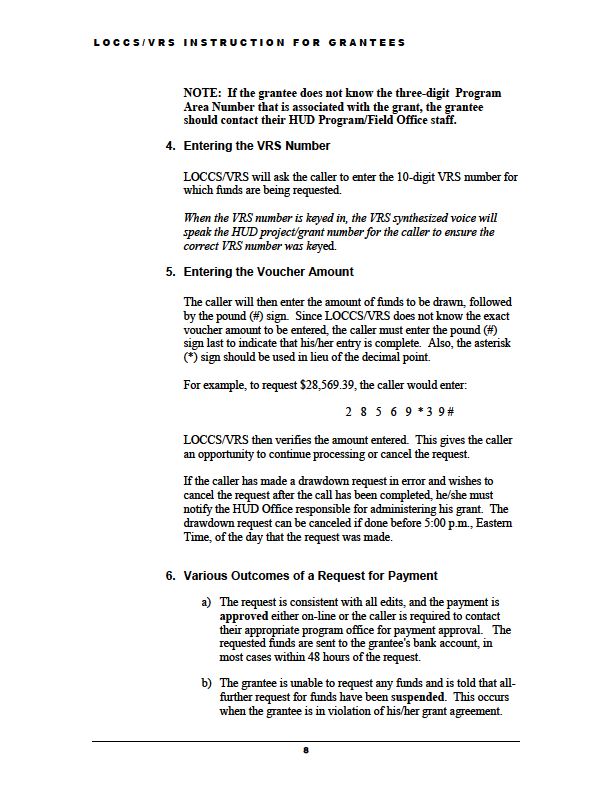 LOCCS/VRS INSTRUCTION FOR GRANTEES
NOTE: If the grantee does not know the three-digit Program
Area Number that is associated with the grant, the grantee
should contact their HUD Program/Field Office staff.
4. Entering the VRS Number
LOCCS/VRS will ask the caller to enter the 10-digit VRS number for
which funds are being requested.
When the VRS number is keyed in, the VRS synthesized voice will
speak the HUD project/grant number for the caller to ensure the
correct VRS number was keyed.
5. Entering the Voucher Amount
The caller will then enter the amount of funds to be drawn, followed
by the pound (#) sign. Since LOCCS/VRS does not know the exact
voucher amount to be entered, the caller must enter the pound (#)
sign last to indicate that his/her entry is complete. Also, the asterisk
(*) sign should be used in lieu of the decimal point.
For example, to request $28,569.39, the caller would enter:
2 8 5 6 9 * 3 9 #
LOCCS/VRS then verifies the amount entered. This gives the caller
an opportunity to continue processing or cancel the request.
If the caller has made a drawdown request in error and wishes to
cancel the request after the call has been completed, he/she must
notify the HUD Office responsible for administering his grant. The
drawdown request can be canceled if done before 5:00 p.m., Eastern
Time, of the day that the request was made.
6. Various Outcomes of a Request for Payment
a) The request is consistent with all edits, and the payment is
approved either on-line or the caller is required to contact
their appropriate program office for payment approval. The
requested funds are sent to the grantee's bank account, in
most cases within 48 hours of the request.
b) The grantee is unable to request any funds and is told that all-
further request for funds have been suspended. This occurs
when the grantee is in violation of his/her grant agreement.
8